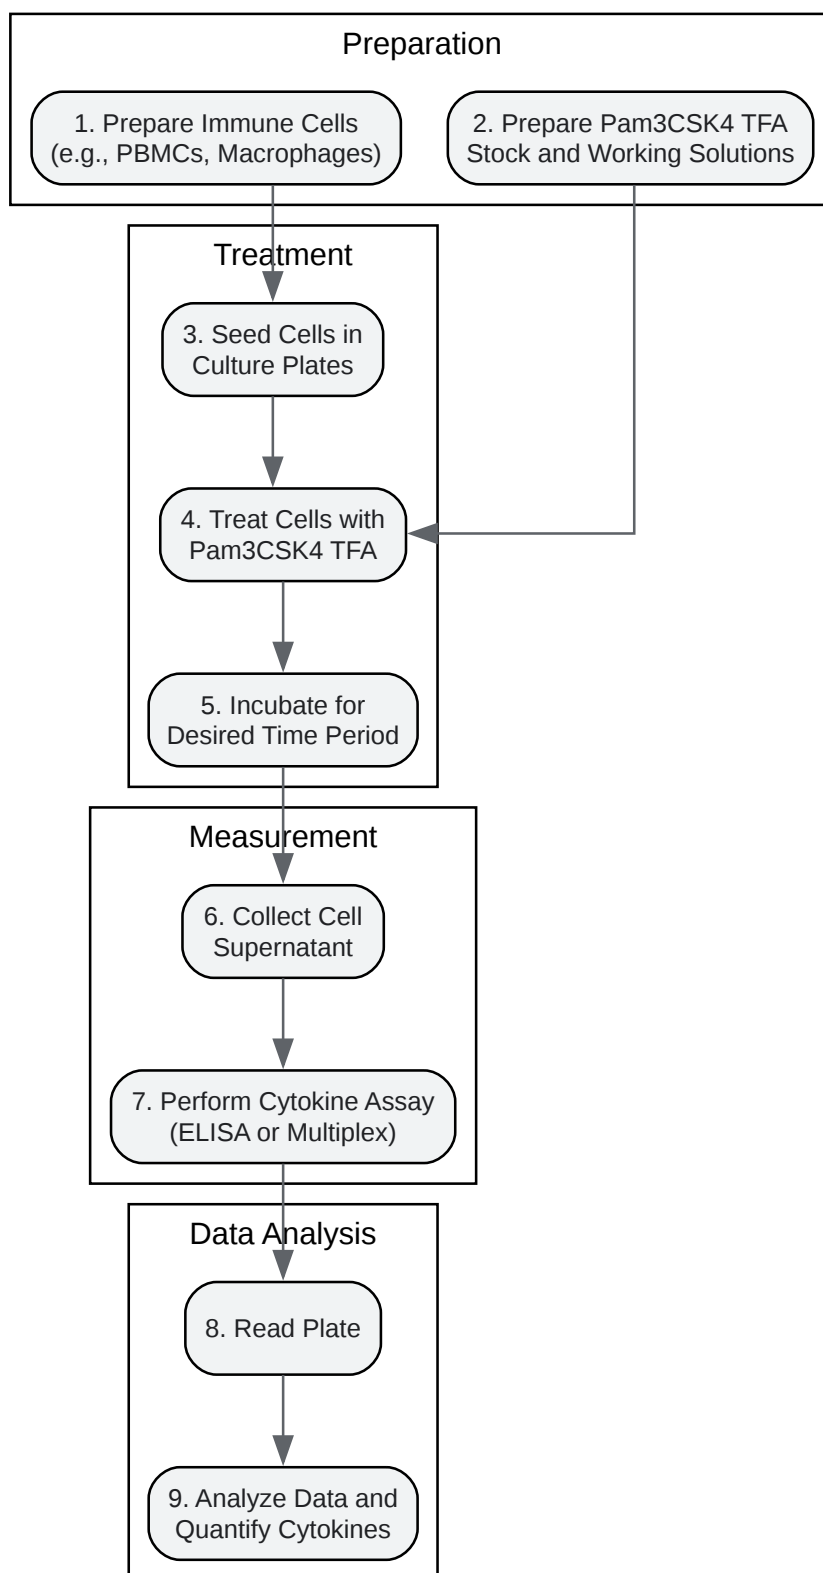 Preparation
1. Prepare Immune Cells
(e.g., PBMCs, Macrophages)
2. Prepare Pam3CSK4 TFA
Stock and Working Solutions
Treatment
3. Seed Cells in
Culture Plates
4. Treat Cells with
Pam3CSK4 TFA
5. Incubate for
Desired Time Period
Measurement
6. Collect Cell
Supernatant
7. Perform Cytokine Assay
(ELISA or Multiplex)
Data Analysis
8. Read Plate
9. Analyze Data and
Quantify Cytokines